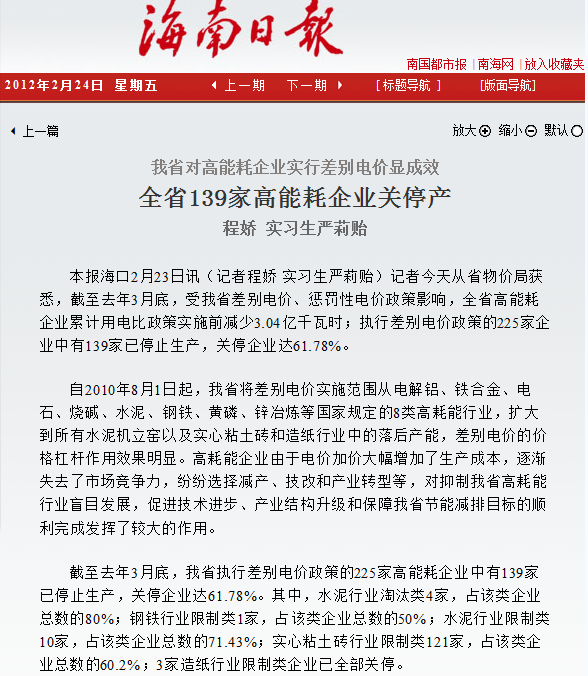 海南日报
南国都市报 | 南海网 | 放入收藏夹
2012年2月24日 星期五 上一期 下一期 [ 标题导航 ] [版面导航]
上一篇 放大 缩小 默认
我省对高能耗企业实行差别电价显成效
全省139家高能耗企业关停产
程娇 实习生严莉贻
本报海口2月23日讯（记者程娇 实习生严莉贻）记者今天从省物价局获
悉，截至去年3月底，受我省差别电价、惩罚性电价政策影响，全省高能耗
企业累计用电比政策实施前减少3.04亿千瓦时；执行差别电价政策的225家企
业中有139家已停止生产，关停企业达61.78%。
自2010年8月1日起，我省将差别电价实施范围从电解铝、铁合金、电
石、烧碱、水泥、钢铁、黄磷、锌冶炼等国家规定的8类高耗能行业，扩大
到所有水泥机立窑以及实心粘土砖和造纸行业中的落后产能，差别电价的价
格杠杆作用效果明显。高耗能企业由于电价加价大幅增加了生产成本，逐渐
失去了市场竞争力，纷纷选择减产、技改和产业转型等，对抑制我省高耗能
行业盲目发展，促进技术进步、产业结构升级和保障我省节能减排目标的顺
利完成发挥了较大的作用。
截至去年3月底，我省执行差别电价政策的225家高能耗企业中有139家
已停止生产，关停企业达61.78%。其中，水泥行业淘汰类4家，占该类企业
总数的80%；钢铁行业限制类1家，占该类企业总数的50%；水泥行业限制类
10家，占该类企业总数的71.43%；实心粘土砖行业限制类121家，占该类企
业总数的60.2%；3家造纸行业限制类企业已全部关停。